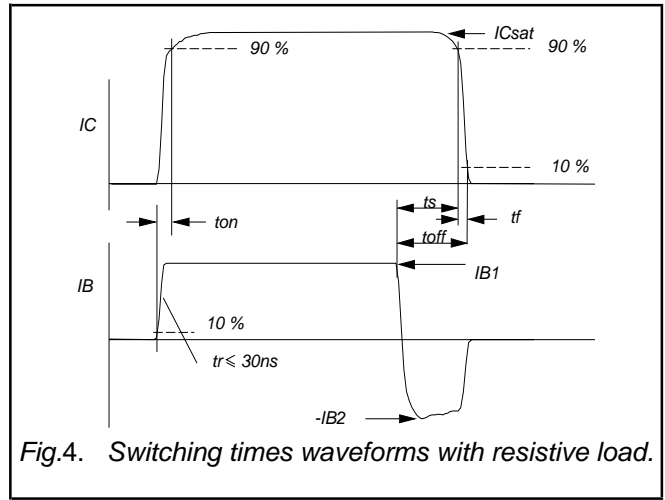 ICsat
90 %
90 %
IC
10 %
ts
ton
tf
toff
IB1
IB
10 %
tr⩽ 30ns
-IB2
Fig.4. Switching times waveforms with resistive load.